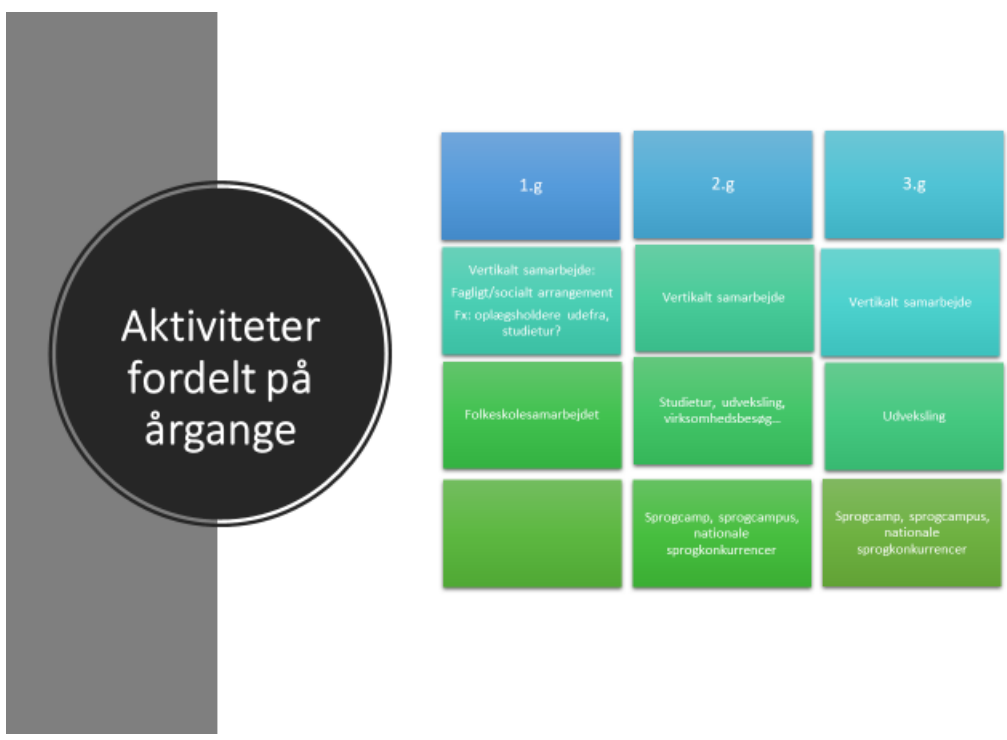 Aktiviteter
fordelt på
årgange
1.g
2.g
3.g
Vertikalt samarbejde:
Fagligt/socialt arrangement
Fx: oplægsholdere udefra,
studietur?
Vertikalt samarbejde
Vertikalt samarbejde
Folkeskolesamarbejdet
Studietur, udveksling,
virksomhedsbesøg...
Udveksling
Sprogcamp, sprogcampus,
nationale
sprogkonkurrencer
Sprogcamp, sprogcampus,
nationale
sprogkonkurrencer